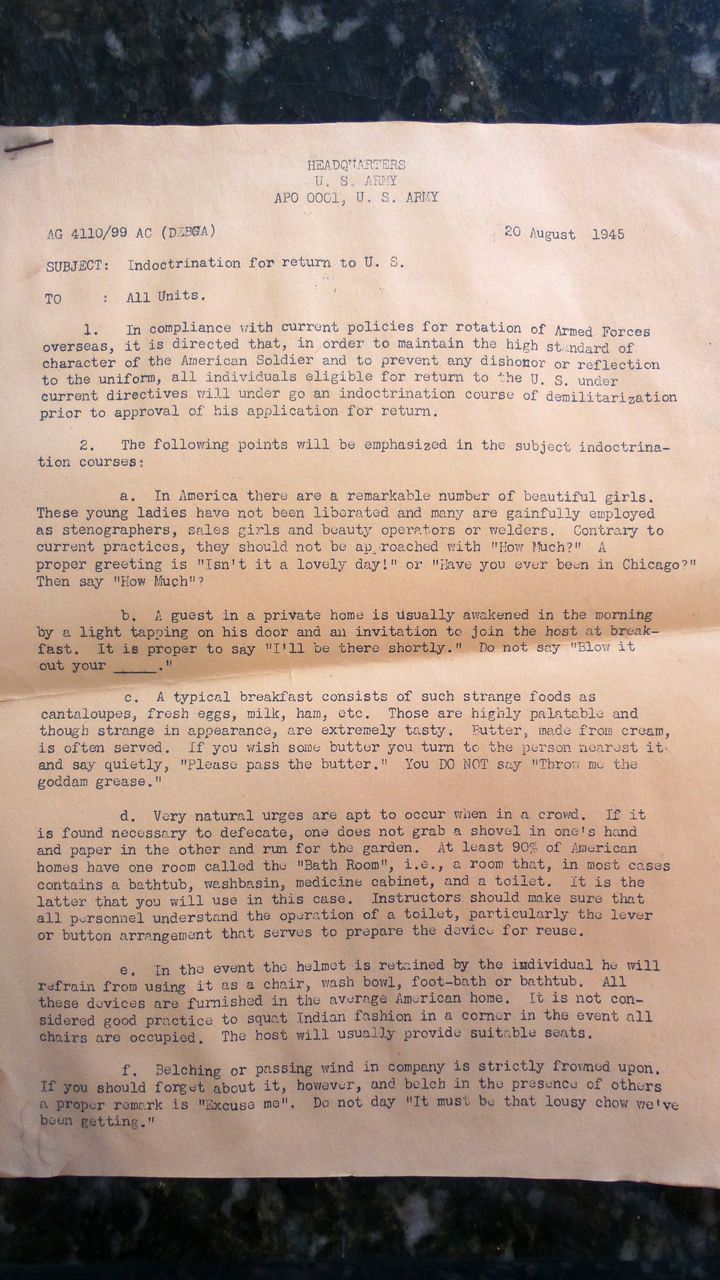 HEADQUARTERS
U. S. ARMY
APO 0001, U. S. ARMY
AG 4110/99 AC (DEBGA) 20 August 1945
SUBJECT: Indoctrination for return to U. S.
TO : All Units.
1. In compliance with current policies for rotation of Armed Forces
overseas, it is directed that, in order to maintain the high standard of
character of the American Soldier and to prevent any dishonor or reflection
to the uniform, all individuals eligible for return to the U. S. under
current directives will under go an indoctrination course of demilitarization
prior to approval of his application for return.
2. The following points will be emphasized in the subject indoctrina-
tion courses:
a. In America there are a remarkable number of beautiful girls.
These young ladies have not been liberated and many are gainfully employed
as stenographers, sales girls and beauty operators or welders. Contrary to
current practices, they should not be approached with "How Much?" A
proper greeting is "Isn't it a lovely day!" or "Have you ever been in Chicago?"
Then say "How Much"?
b. A guest in a private home is usually awakened in the morning
by a light tapping on his door and an invitation to join the host at break-
fast. It is proper to say "I'll be there shortly." Do not say "Blow it
out your _____."
c. A typical breakfast consists of such strange foods as
cantaloupes, fresh eggs, milk, ham, etc. Those are highly palatable and
though strange in appearance, are extremely tasty. Butter, made from cream,
is often served. If you wish some butter you turn to the person nearest it
and say quietly, "Please pass the butter." You DO NOT say "Throw me the
goddam grease."
d. Very natural urges are apt to occur when in a crowd. If it
is found necessary to defecate, one does not grab a shovel in one's hand
and paper in the other and run for the garden. At least 90% of American
homes have one room called the "Bath Room", i.e., a room that, in most cases
contains a bathtub, washbasin, medicine cabinet, and a toilet. It is the
latter that you will use in this case. Instructors should make sure that
all personnel understand the operation of a toilet, particularly the lever
or button arrangement that serves to prepare the device for reuse.
e. In the event the helmet is retained by the individual he will
refrain from using it as a chair, wash bowl, foot-bath or bathtub. All
these devices are furnished in the average American home. It is not con-
sidered good practice to squat Indian fashion in a corner in the event all
chairs are occupied. The host will usually provide suitable seats.
f. Belching or passing wind in company is strictly frowned upon.
If you should forget about it, however, and belch in the presence of others
a proper remark is "Excuse me". Do not day "It must be that lousy chow we've
been getting."